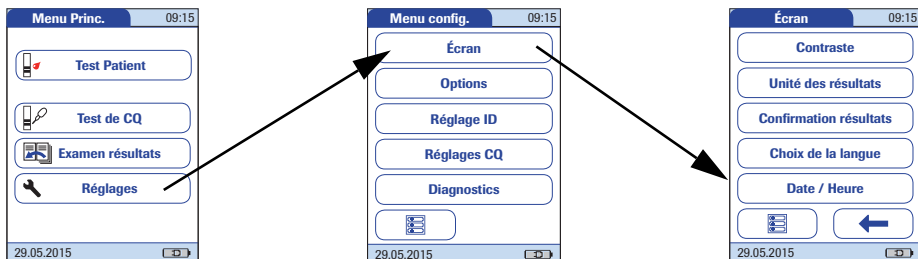 Menu Princ. 09:15
Test Patient
Test de CQ
Examen résultats
Réglages
29.05.2015
Menu config. 09:15
Écran
Options
Réglage ID
Réglages CQ
Diagnostics
29.05.2015
Écran 09:15
Contraste
Unité des résultats
Confirmation résultats
Choix de la langue
Date / Heure
29.05.2015